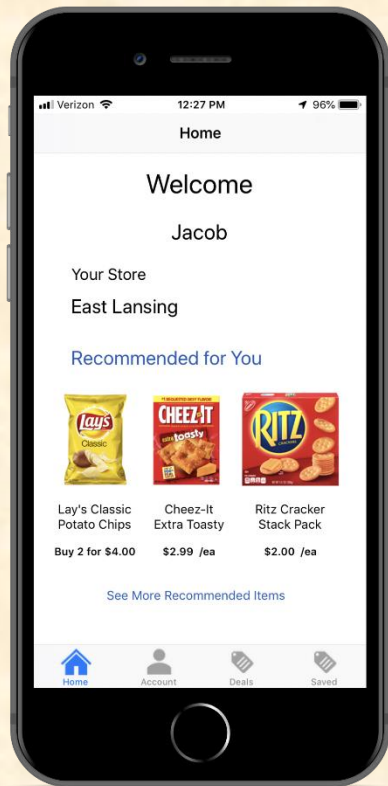 Verizon 12:27 PM 96%
Home
Welcome
Jacob
Your Store
East Lansing
Recommended for You
Lay's
Classic
CHEEZ-IT
extra toasty
RITZ
CRACKERS
Lay's Classic Cheez-It Ritz Cracker
Potato Chips Extra Toasty Stack Pack
Buy 2 for $4.00 $2.99 /ea $2.00 /ea
See More Recommended Items
Home Account Deals Saved